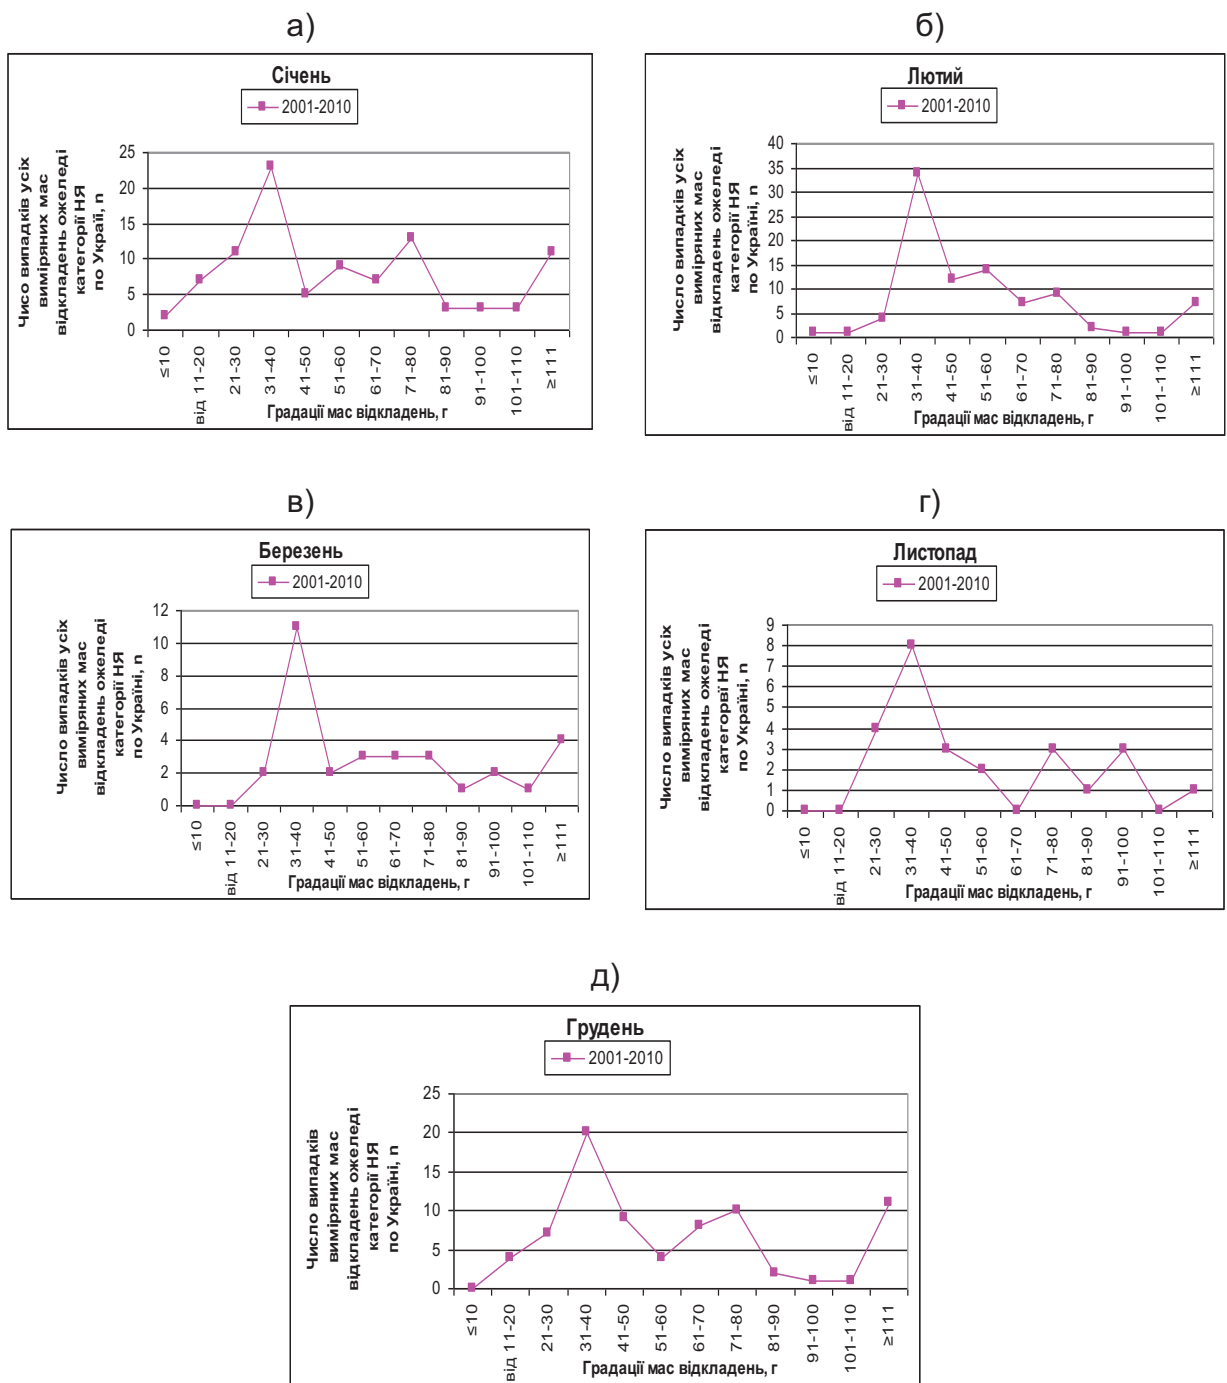 а)
Січень
2001-2010
Чисо випадків усіх
виміряних мас
відкладень ожеледі
категорії НЯ
по Україї, n
25
20
15
10
5
0
≤10
від 11-20
21-30
31-40
41-50
51-60
61-70
71-80
81-90
91-100
101-110
≥111
Градації мас відкладень, г
б)
Лютий
2001-2010
Число випадків усіх
виміряних мас
відкладень ожеледі
категорії НЯ
по Україні, n
40
35
30
25
20
15
10
5
0
≤10
від 11-20
21-30
31-40
41-50
51-60
61-70
71-80
81-90
91-100
101-110
≥111
Градації мас відкладень, г
в)
Березень
2001-2010
Число випадків усіх
виміряних мас
відкладень ожеледі
категорії НЯ
по Україні, n
12
10
8
6
4
2
0
≤10
від 11-20
21-30
31-40
41-50
51-60
61-70
71-80
81-90
91-100
101-110
≥111
Градації мас відкладень, г
г)
Листопад
2001-2010
Число випадків усіх
виміряних мас
відкладень ожеледі
категорві НЯ
по Україні, n
9
8
7
6
5
4
3
2
1
0
≤10
від 11-20
21-30
31-40
41-50
51-60
61-70
71-80
81-90
91-100
101-110
≥111
Градації мас відкладень, г
д)
Грудень
2001-2010
Число випадків
виміряних мас
відкладень ожеледі
категорії НЯ
по Україні, n
25
20
15
10
5
0
≤10
від 11-20
21-30
31-40
41-50
51-60
61-70
71-80
81-90
91-100
101-110
≥111
Градації мас відкладень, г